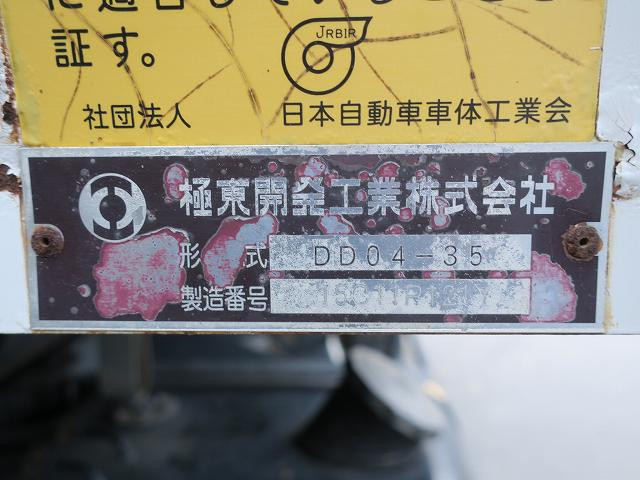 証す。
JRBIR
社団法人 日本自動車車体工業会
極東開発工業株式会社
形式 DD04-35
製造番号